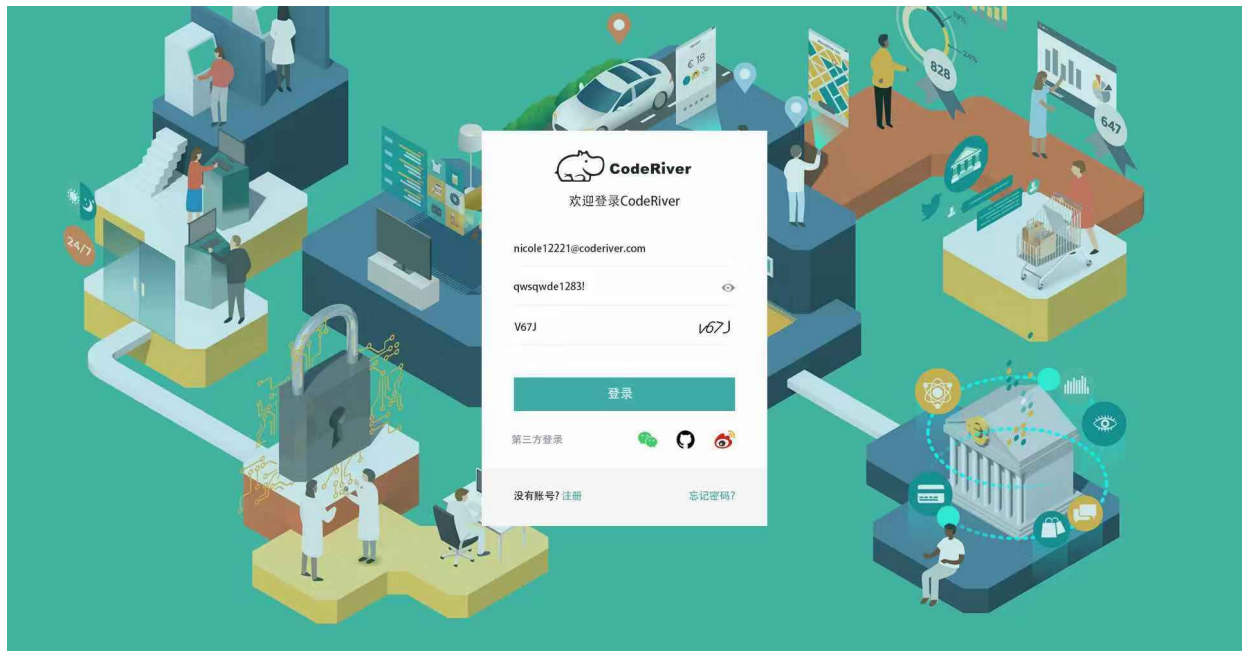 19%
24%
€ 18
828
647
24/7
CodeRiver
欢迎登录CodeRiver
nicole12221@coderiver.com
qwsqwde1283!
V67J
V67J
登录
第三方登录
没有账号? 注册
忘记密码?